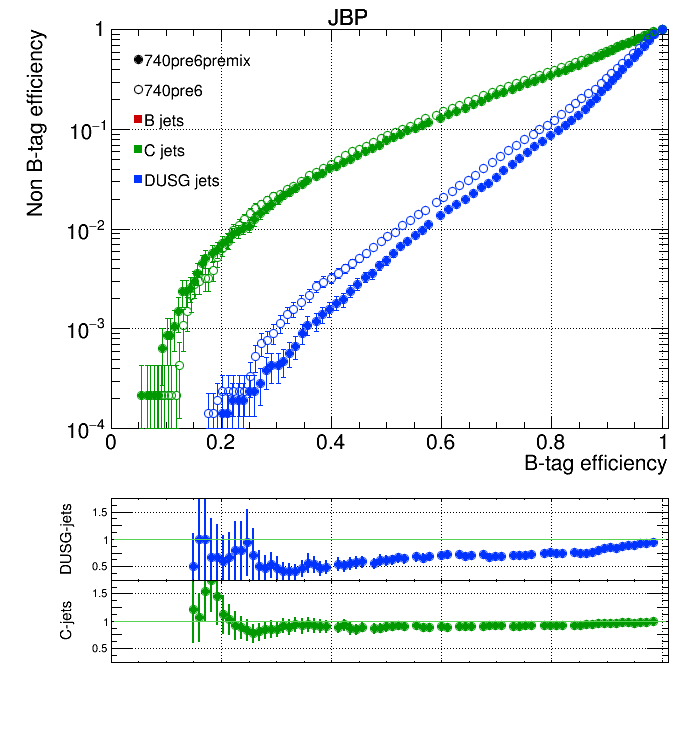 JBP
Non B-tag efficiency
1
10⁻¹
10⁻²
10⁻³
10⁻⁴
740pre6premix
740pre6
B jets
C jets
DUSG jets
0 0.2 0.4 0.6 0.8 1
B-tag efficiency
DUSG-jets
1.5
1
0.5
C-jets
1.5
1
0.5